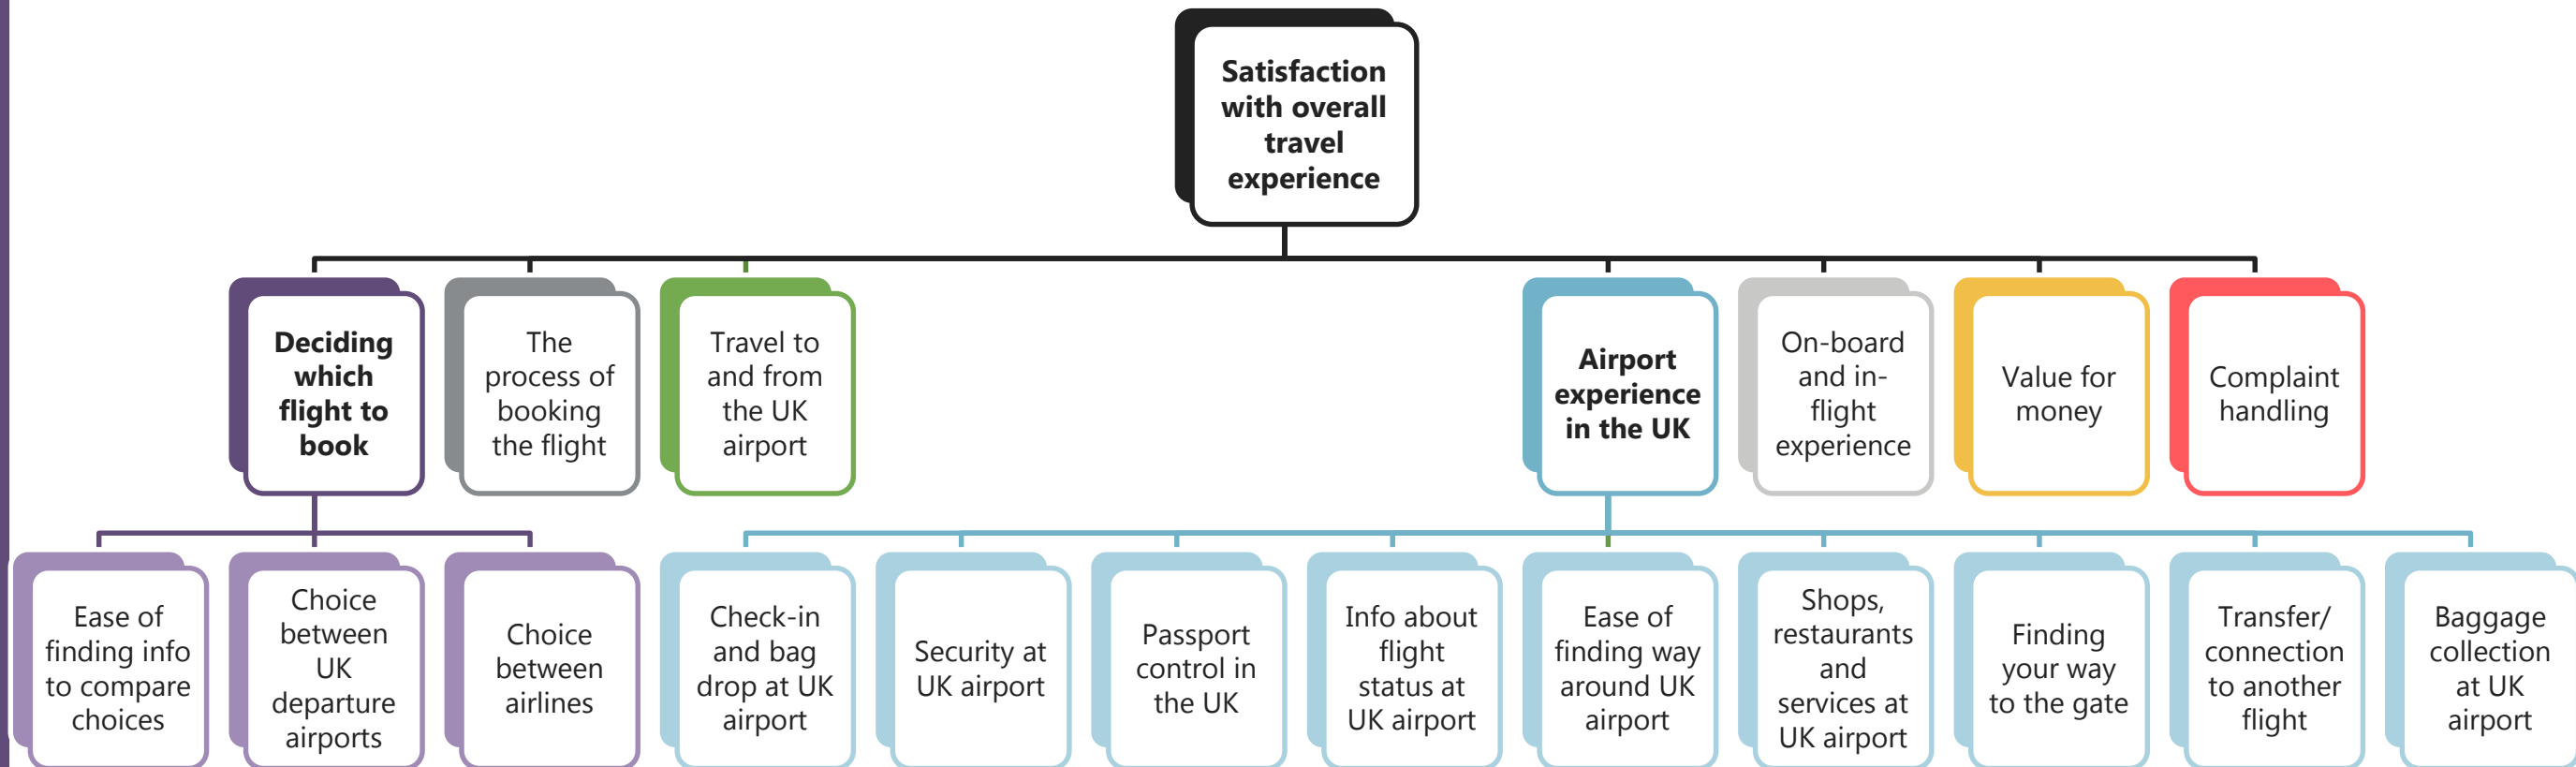 Satisfaction
with overall
travel
experience
Deciding
which
flight to
book
The
process of
booking
the flight
Travel to
and from
the UK
airport
Airport
experience
in the UK
On-board
and in-
flight
experience
Value for
money
Complaint
handling
Ease of
finding info
to compare
choices
Choice
between
UK
departure
airports
Choice
between
airlines
Check-in
and bag
drop at UK
airport
Security at
UK airport
Passport
control in
the UK
Info about
flight
status at
UK airport
Ease of
finding way
around UK
airport
Shops,
restaurants
and
services at
UK airport
Finding
your way
to the gate
Transfer/
connection
to another
flight
Baggage
collection
at UK
airport